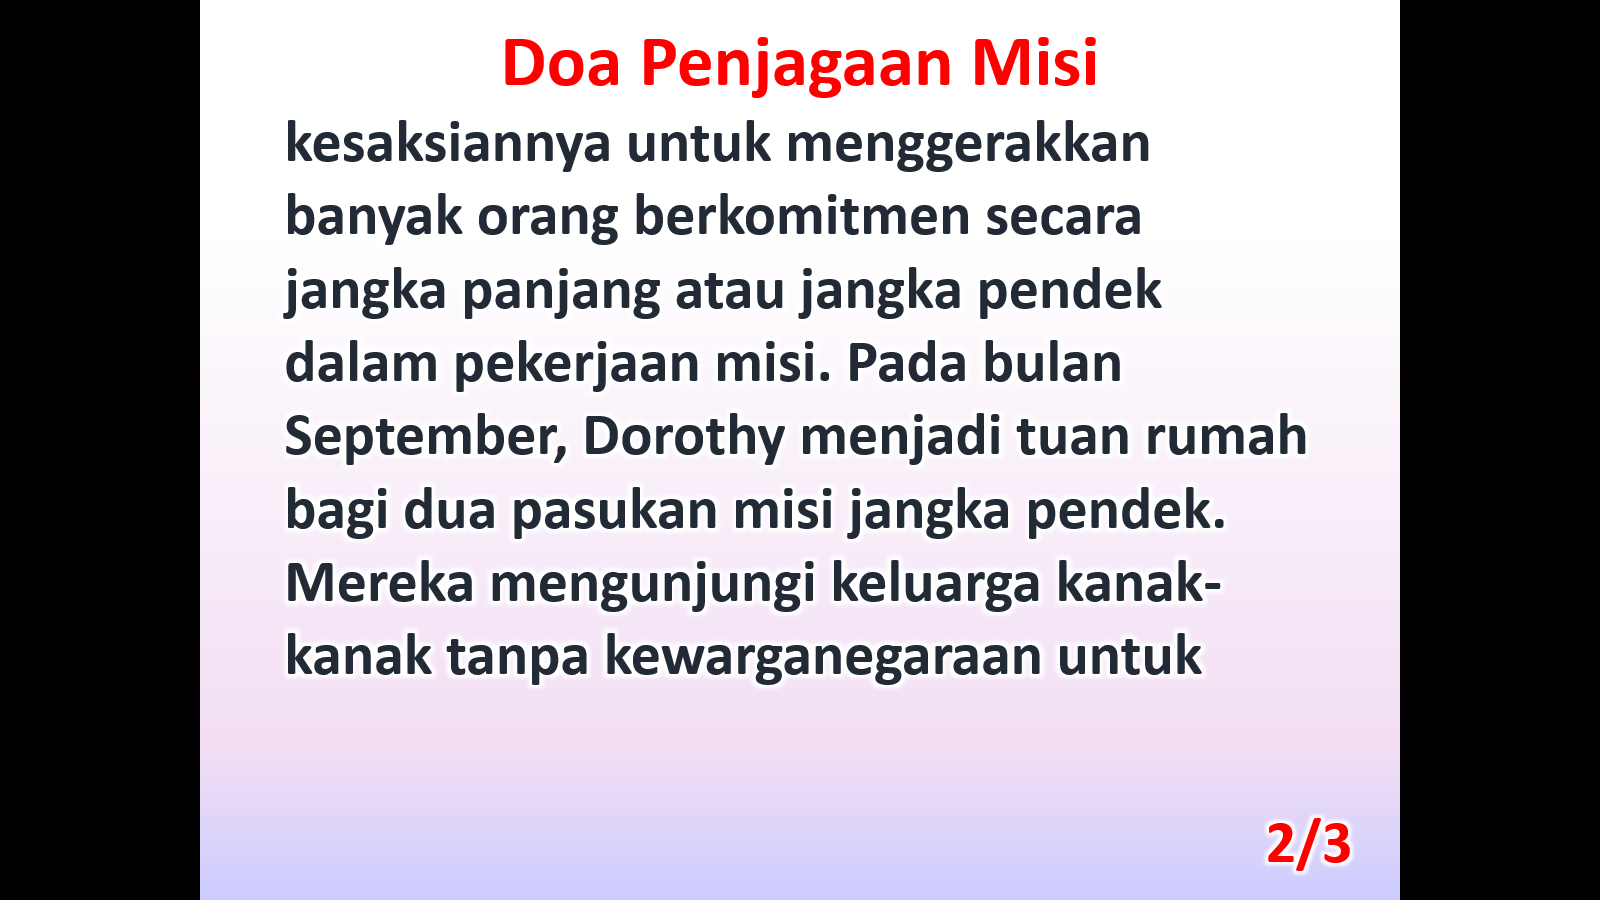 Doa Penjagaan Misi
kesaksiannya untuk menggerakkan
banyak orang berkomitmen secara
jangka panjang atau jangka pendek
dalam pekerjaan misi. Pada bulan
September, Dorothy menjadi tuan rumah
bagi dua pasukan misi jangka pendek.
Mereka mengunjungi keluarga kanak-
kanak tanpa kewarganegaraan untuk
2/3